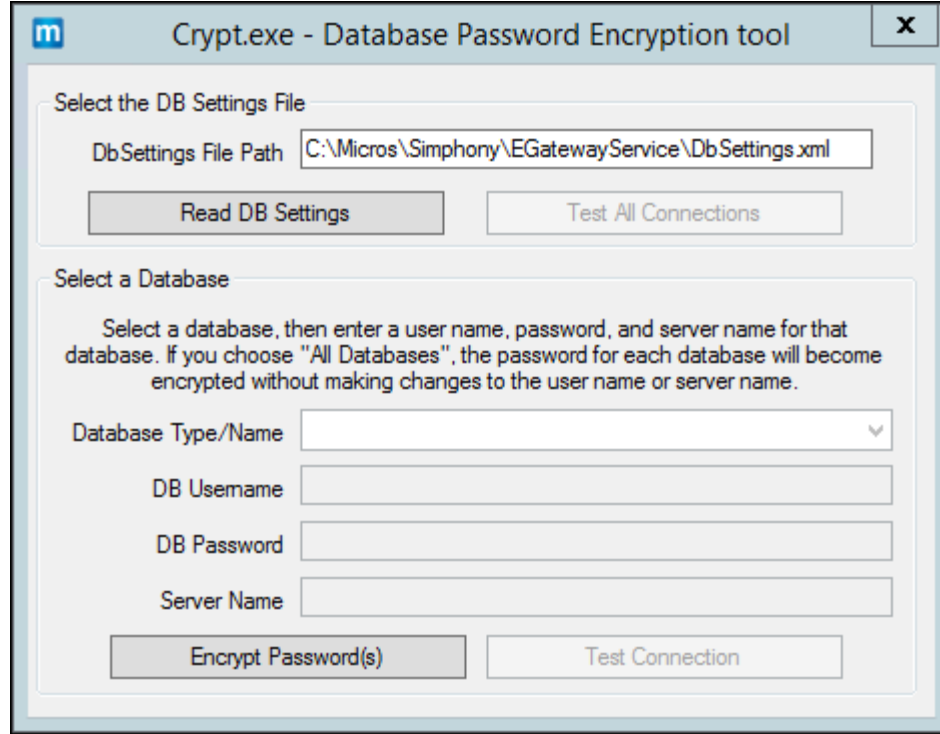 m Crypt.exe - Database Password Encryption tool x
Select the DB Settings File
DbSettings File Path C:\Micros\Simphony\EGatewayService\DbSettings.xml
Read DB Settings Test All Connections
Select a Database
Select a database, then enter a user name, password, and server name for that
database. If you choose "All Databases", the password for each database will become
encrypted without making changes to the user name or server name.
Database Type/Name
DB Username
DB Password
Server Name
Encrypt Password(s) Test Connection